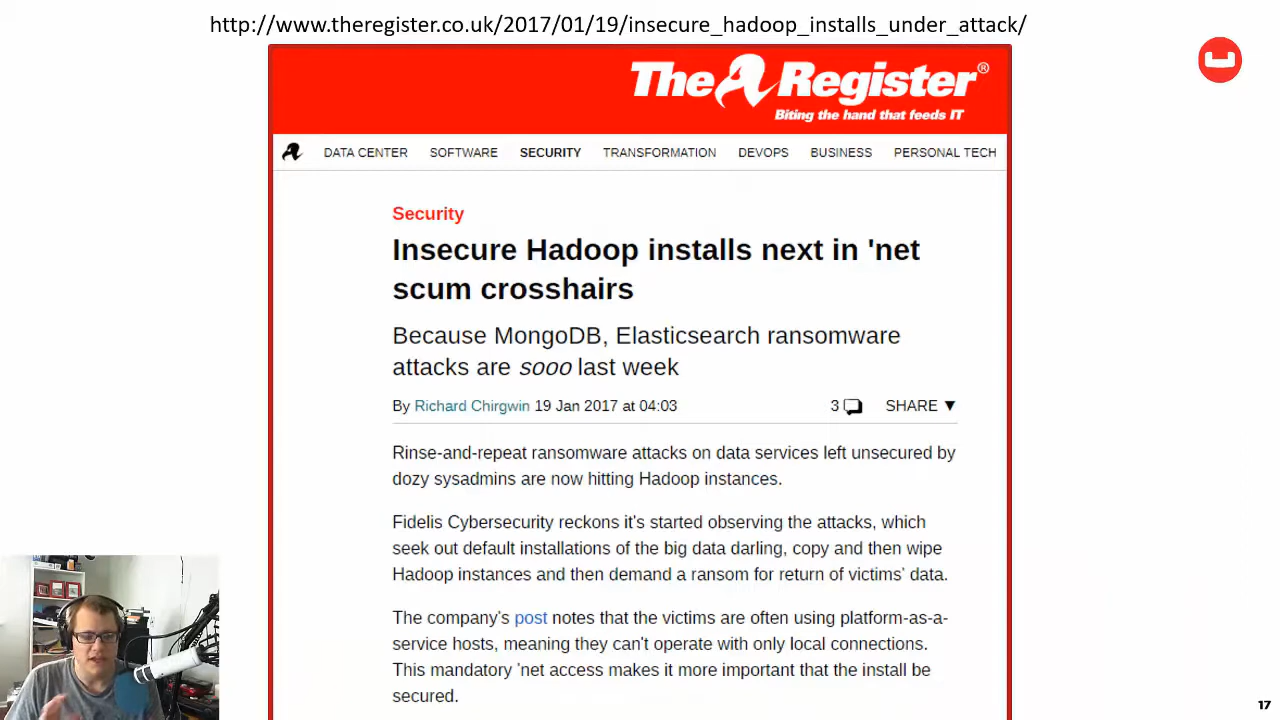 http://www.theregister.co.uk/2017/01/19/insecure_hadoop_installs_under_attack/
The Register®
Biting the hand that feeds IT
DATA CENTER SOFTWARE SECURITY TRANSFORMATION DEVOPS BUSINESS PERSONAL TECH
Security
Insecure Hadoop installs next in 'net
scum crosshairs
Because MongoDB, Elasticsearch ransomware
attacks are sooo last week
By Richard Chirgwin 19 Jan 2017 at 04:03 3 SHARE ▼
Rinse-and-repeat ransomware attacks on data services left unsecured by
dozy sysadmins are now hitting Hadoop instances.
Fidelis Cybersecurity reckons it's started observing the attacks, which
seek out default installations of the big data darling, copy and then wipe
Hadoop instances and then demand a ransom for return of victims' data.
The company's post notes that the victims are often using platform-as-a-
service hosts, meaning they can't operate with only local connections.
This mandatory 'net access makes it more important that the install be
secured.
17